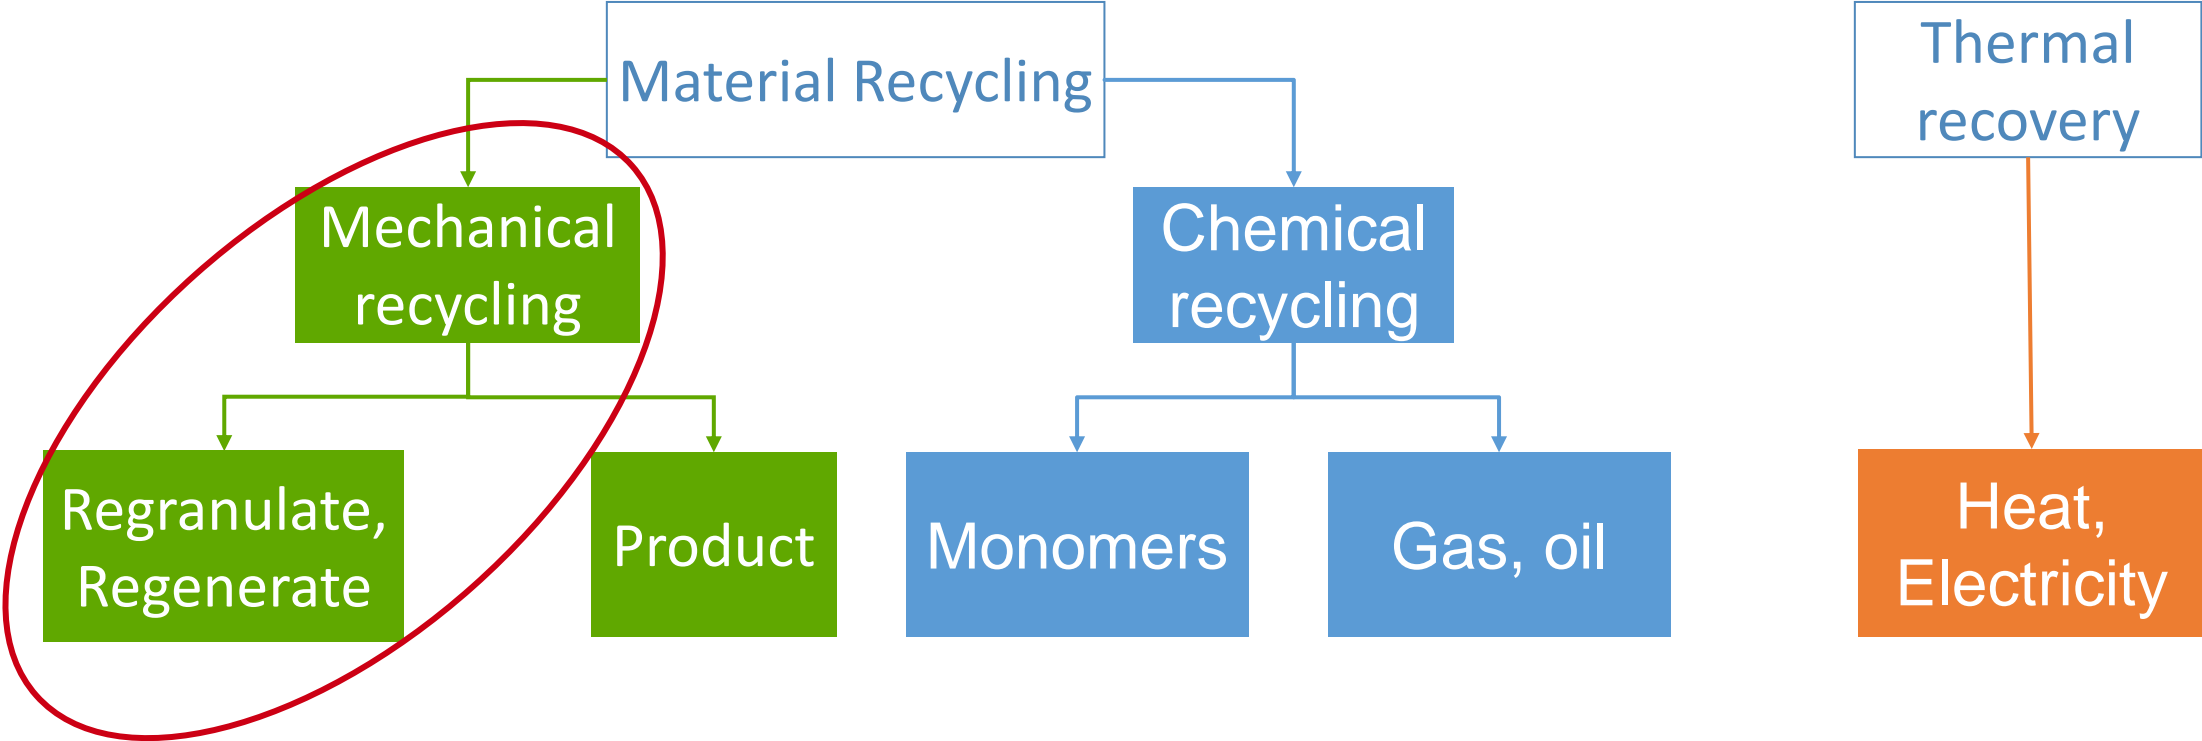 Material Recycling
Thermal
recovery
Mechanical
recycling
Chemical
recycling
Regranulate,
Regenerate
Product
Monomers
Gas, oil
Heat,
Electricity